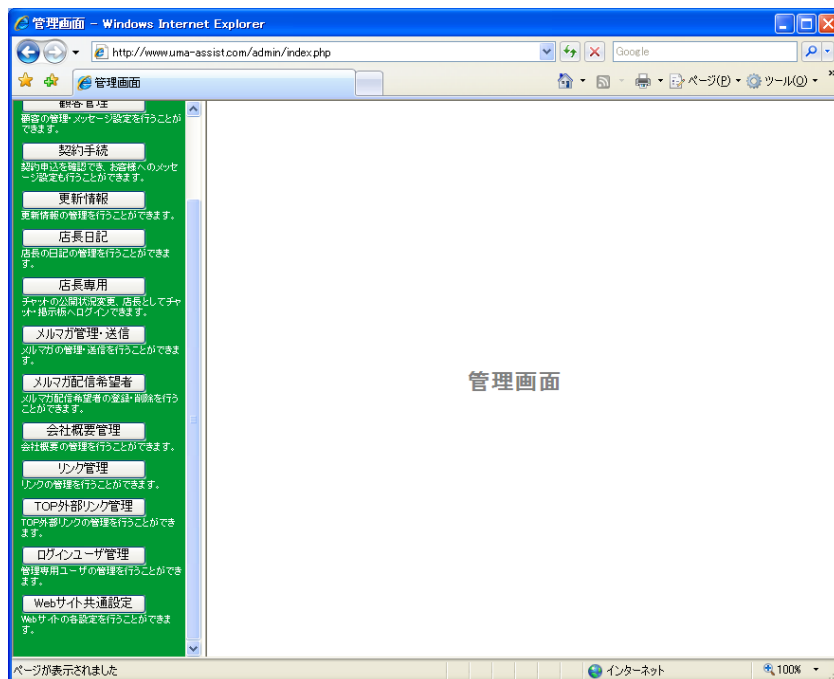 管理画面 - Windows Internet Explorer
http://www.uma-assist.com/admin/index.php
Google
管理画面
ページ(P)
ツール(O)
顧客管理
顧客の管理・メッセージ設定を行うことが
できます。
契約手続
契約申込を確認でき、お客様へのメッセ
ージ設定も行うことができます。
更新情報
更新情報の管理を行うことができます。
店長日記
店長の日記の管理を行うことができま
す。
店長専用
チャットの公開状況変更、店長としてチャ
ット・掲示板へログインできます。
メルマガ管理・送信
メルマガの管理・送信を行うことができま
す。
メルマガ配信希望者
メルマガ配信希望者の登録・削除を行う
ことができます。
会社概要管理
会社概要の管理を行うことができます。
リンク管理
リンクの管理を行うことができます。
TOP外部リンク管理
TOP外部リンクの管理を行うことができ
ます。
ログインユーザ管理
管理専用ユーザの管理を行うことができ
ます。
Webサイト共通設定
Webサイトの各設定を行うことができま
す。
管理画面
ページが表示されました
インターネット
100%